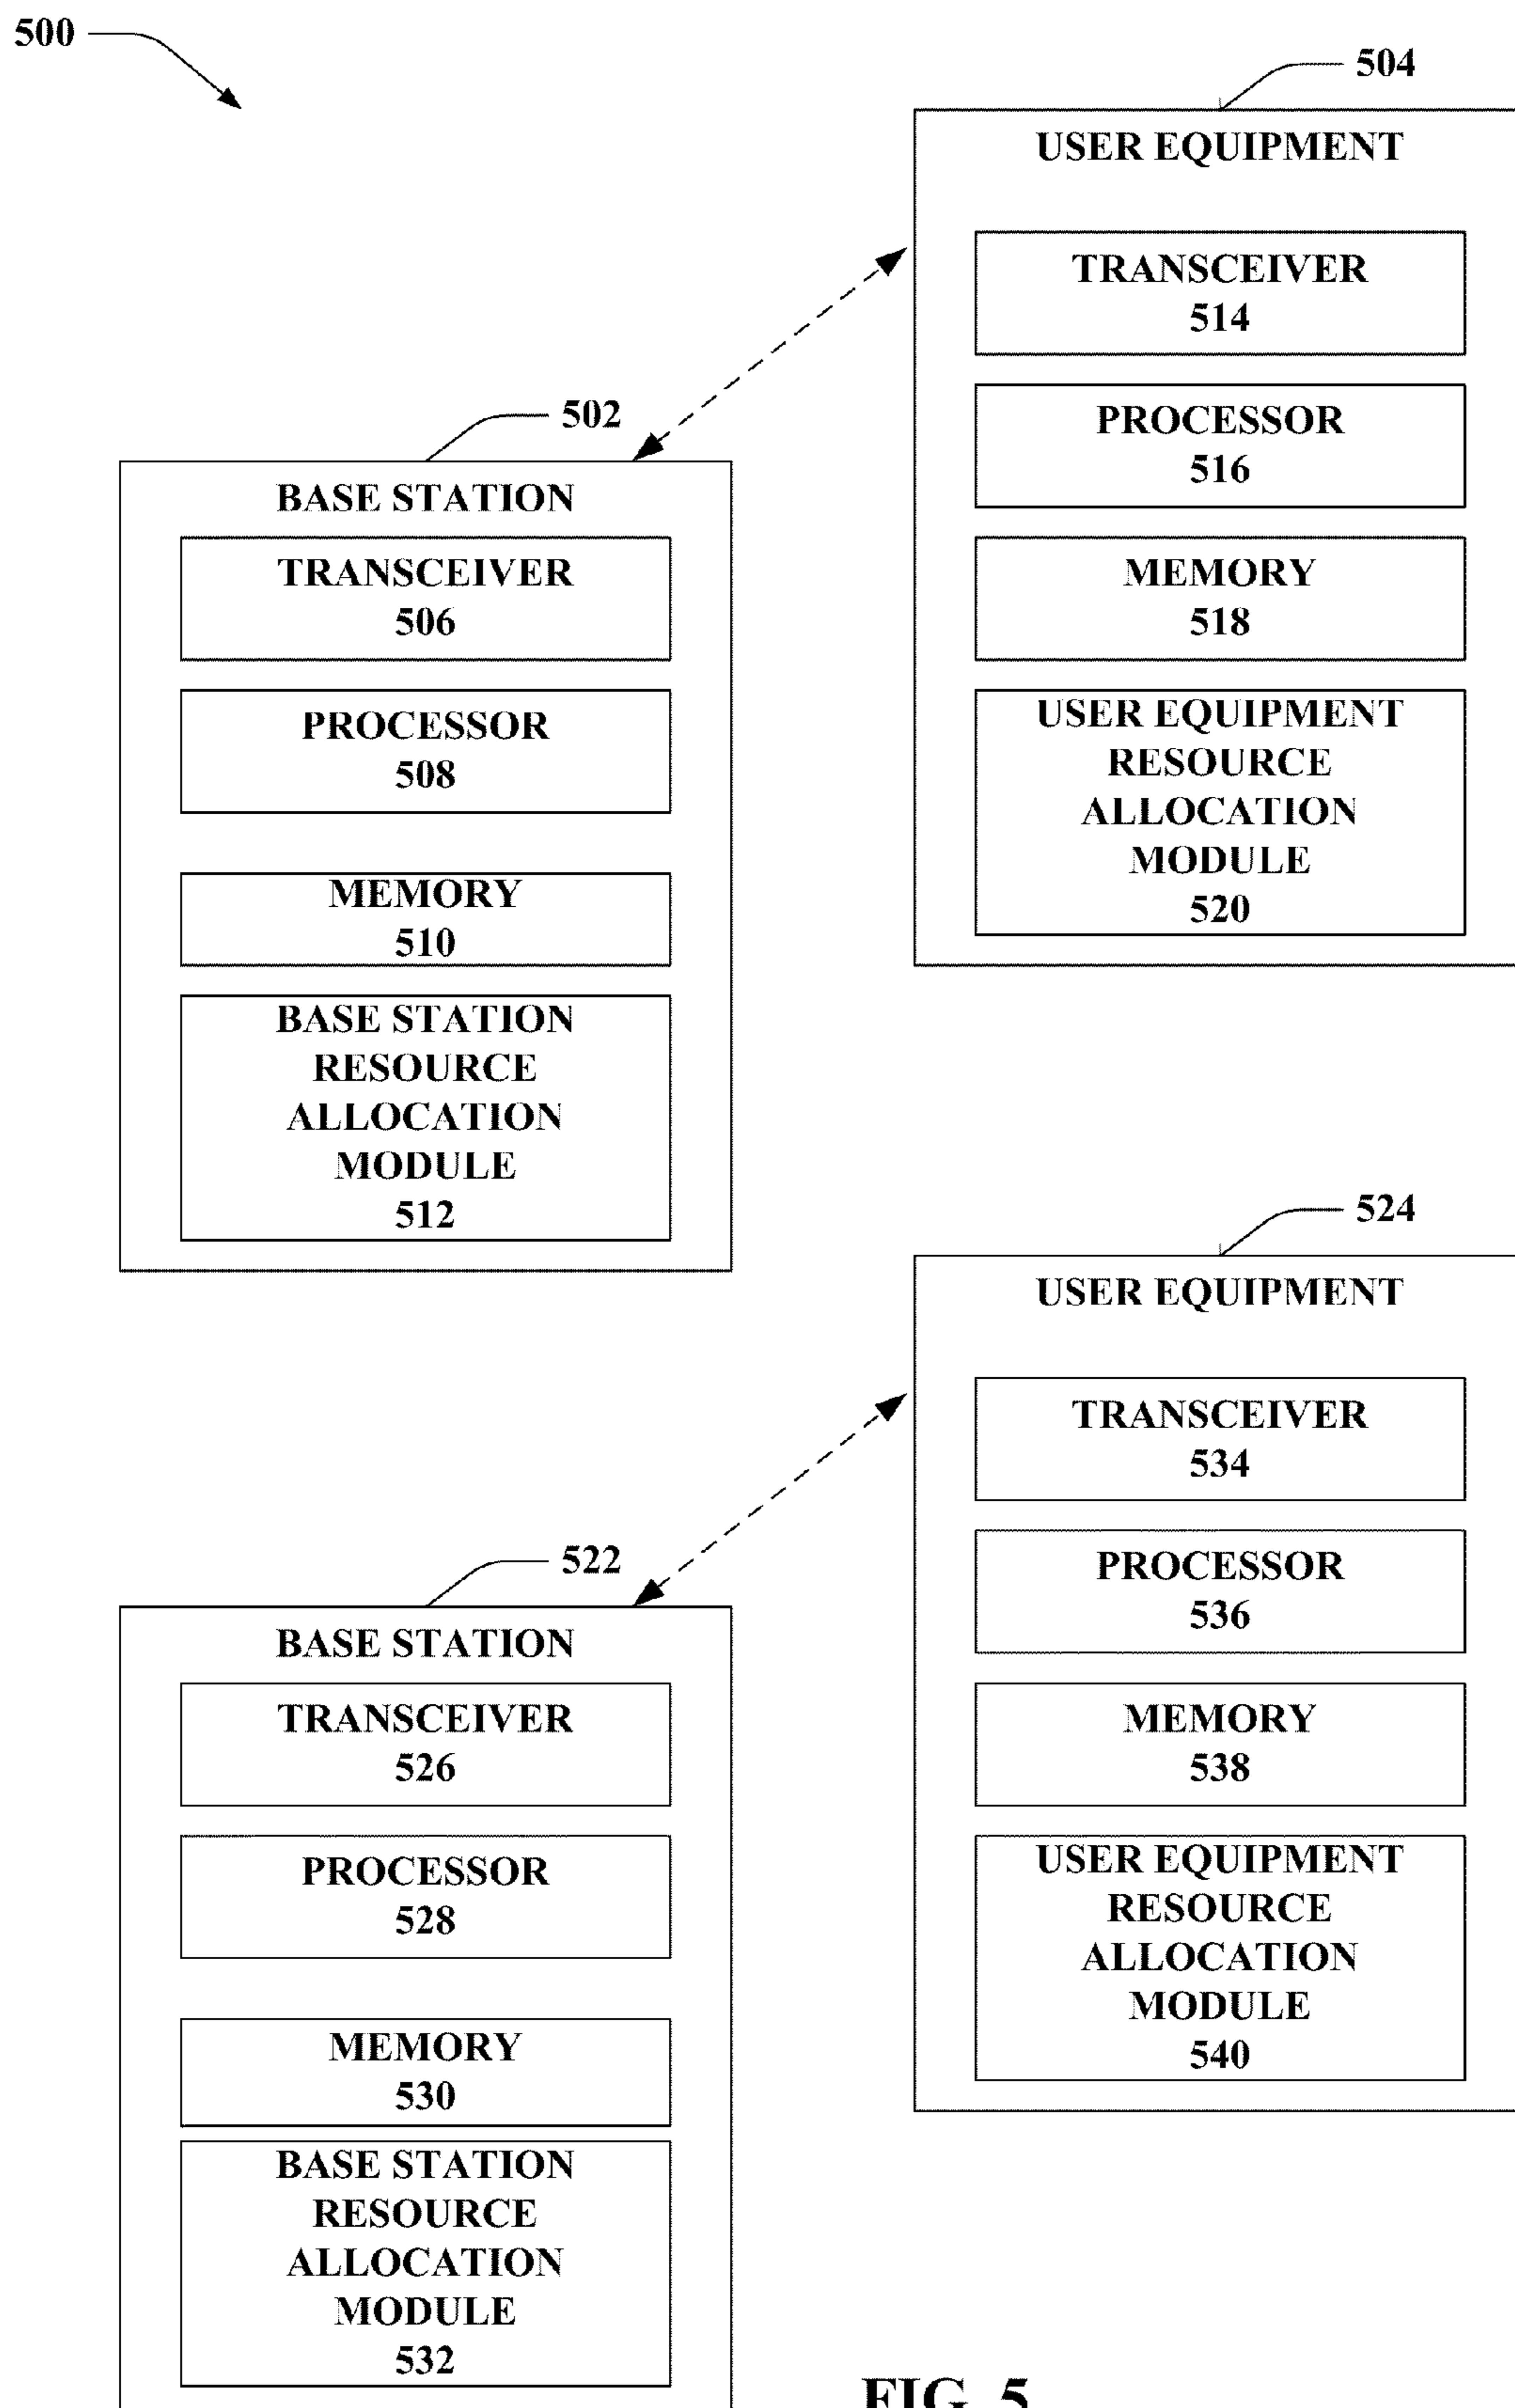 500
504
USER EQUIPMENT
TRANSCEIVER
514
PROCESSOR
516
MEMORY
518
USER EQUIPMENT
RESOURCE
ALLOCATION
MODULE
520
502
BASE STATION
TRANSCEIVER
506
PROCESSOR
508
MEMORY
510
BASE STATION
RESOURCE
ALLOCATION
MODULE
512
524
USER EQUIPMENT
TRANSCEIVER
534
PROCESSOR
536
MEMORY
538
USER EQUIPMENT
RESOURCE
ALLOCATION
MODULE
540
522
BASE STATION
TRANSCEIVER
526
PROCESSOR
528
MEMORY
530
BASE STATION
RESOURCE
ALLOCATION
MODULE
532
FIG. 5